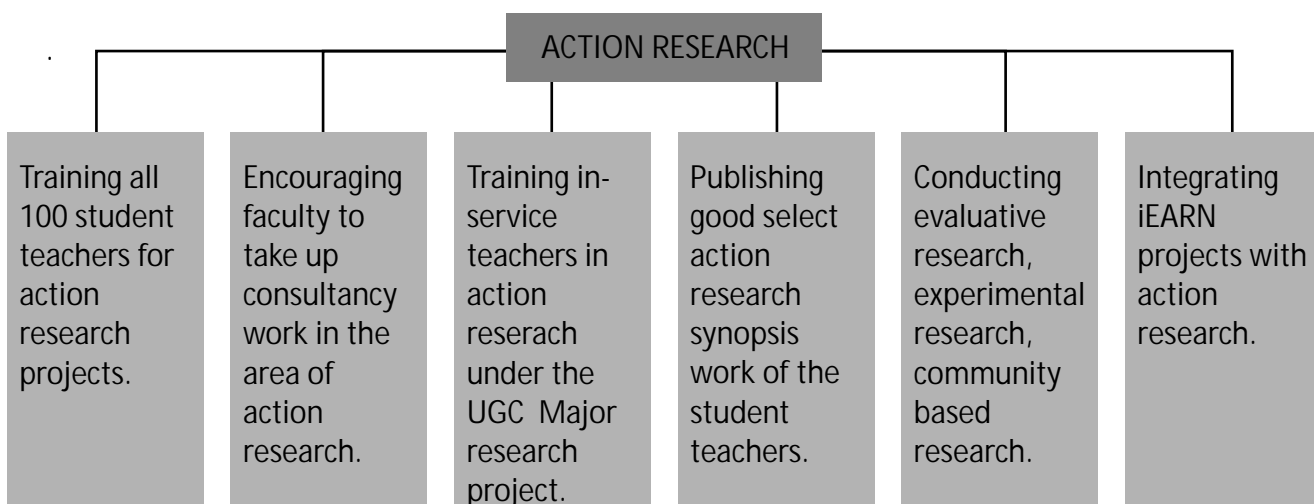 ACTION RESEARCH
.
Training all
100 student
teachers for
action
research
projects.
Encouraging
faculty to
take up
consultancy
work in the
area of
action
research.
Training in-
service
teachers in
action
reserach
under the
UGC Major
research
project.
Publishing
good select
action
research
synopsis
work of the
student
teachers.
Conducting
evaluative
research,
experimental
research,
community
based
research.
Integrating
iEARN
projects with
action
research.